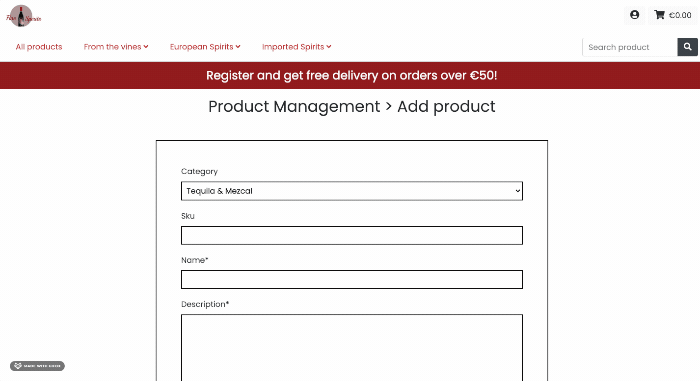 €0.00
All products
From the vines
European Spirits
Imported Spirits
Search product
Register and get free delivery on orders over €50!
Product Management > Add product
Category
Tequila & Mezcal
Sku
Name*
Description*